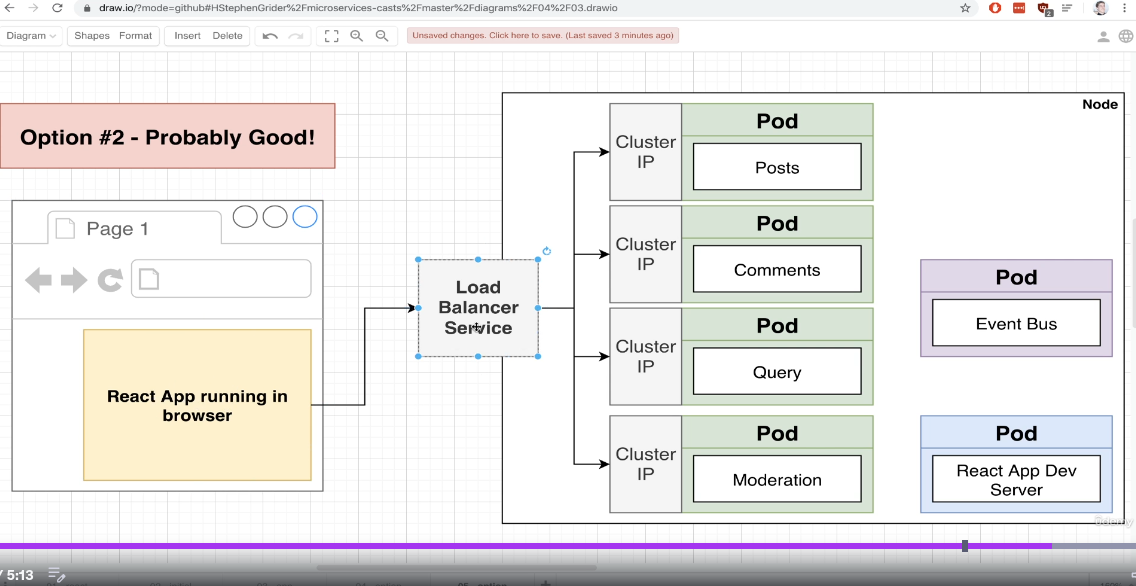 draw.io/?mode=github#HStephenGrider%2Fmicroservices-casts%2Fmaster%2Fdiagrams%2F04%2F03.drawio
2
Diagram Shapes Format Insert Delete Unsaved changes. Click here to save. (Last saved 3 minutes ago)
Node
Option #2 - Probably Good!
Page 1
React App running in
browser
Load
Balancer
Service
Cluster
IP
Pod
Posts
Cluster
IP
Pod
Comments
Cluster
IP
Pod
Query
Cluster
IP
Pod
Moderation
Pod
Event Bus
Pod
React App Dev
Server
ûdemy
/ 5:13